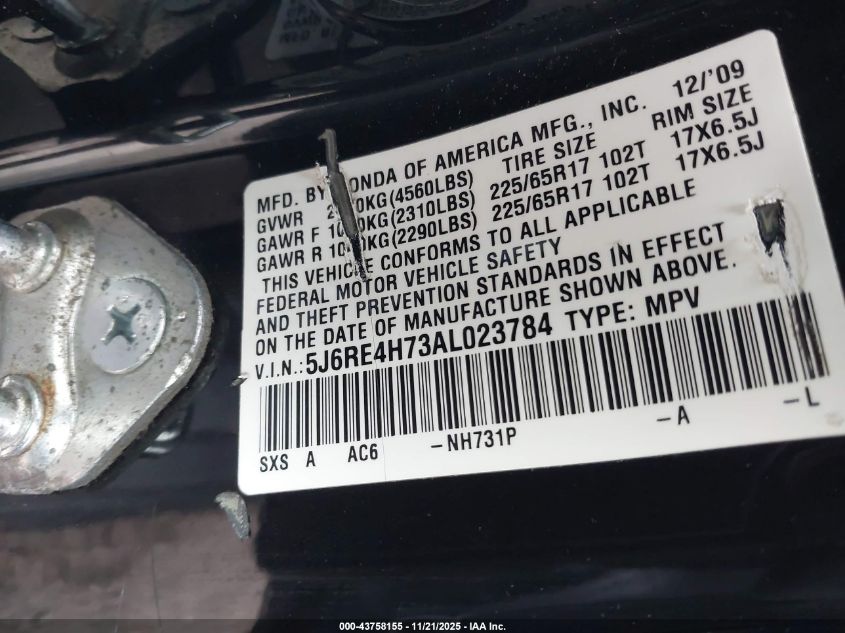 MFD. BY HONDA OF AMERICA MFG., INC. 12/'09
GVWR KG(4560LBS) TIRE SIZE RIM SIZE
GAWR F KG(2310LBS) 225/65R17 102T 17X6.5J
GAWR R KG(2290LBS) 225/65R17 102T 17X6.5J
THIS VEHICLE CONFORMS TO ALL APPLICABLE
FEDERAL MOTOR VEHICLE SAFETY
AND THEFT PREVENTION STANDARDS IN EFFECT
ON THE DATE OF MANUFACTURE SHOWN ABOVE.
V.I.N.: 5J6RE4H73AL023784 TYPE: MPV
SXS A AC6 -NH731P -A -L
000-43758155 - 11/21/2025 - IAA Inc.